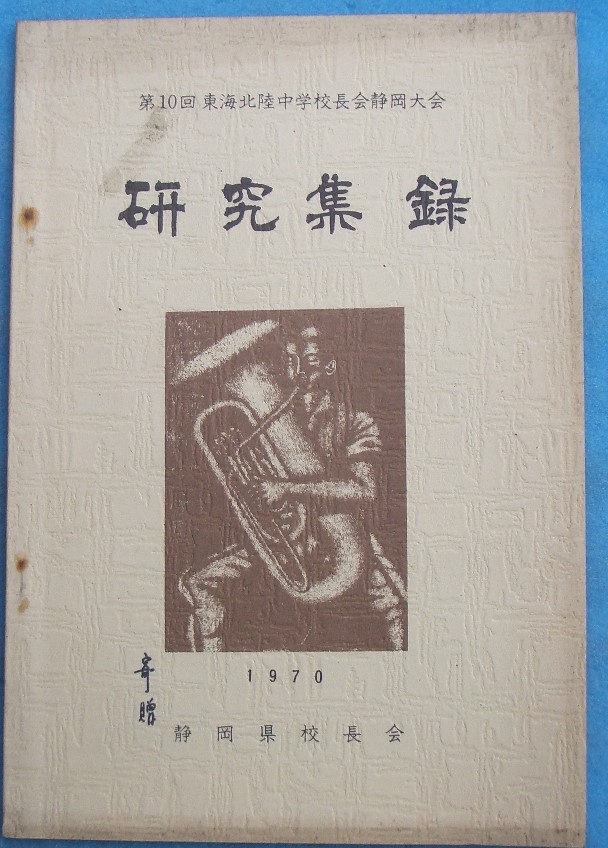 第10回 東海北陸中学校長会静岡大会
研究集録
1970
寄贈
静岡県校長会